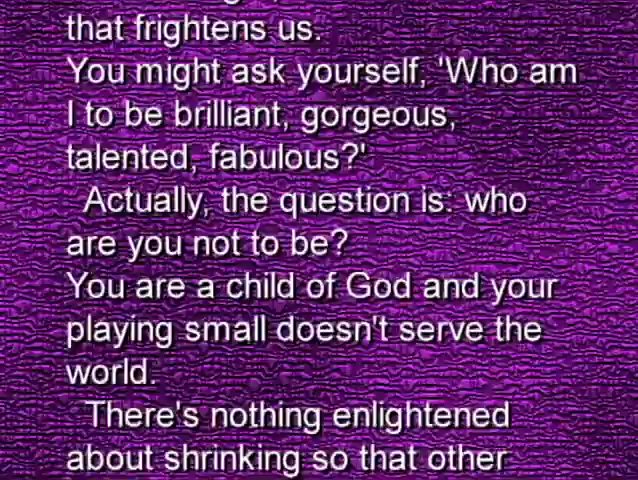 that frightens us.
You might ask yourself, 'Who am
I to be brilliant, gorgeous,
talented, fabulous?'
Actually, the question is: who
are you not to be?
You are a child of God and your
playing small doesn't serve the
world.
There's nothing enlightened
about shrinking so that other